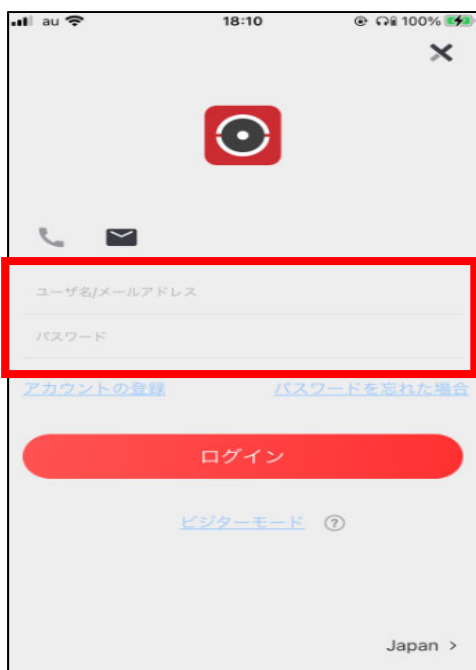 au 18:10 100%
ユーザ名/メールアドレス
パスワード
アカウントの登録 パスワードを忘れた場合
ログイン
ビジターモード ?
Japan >